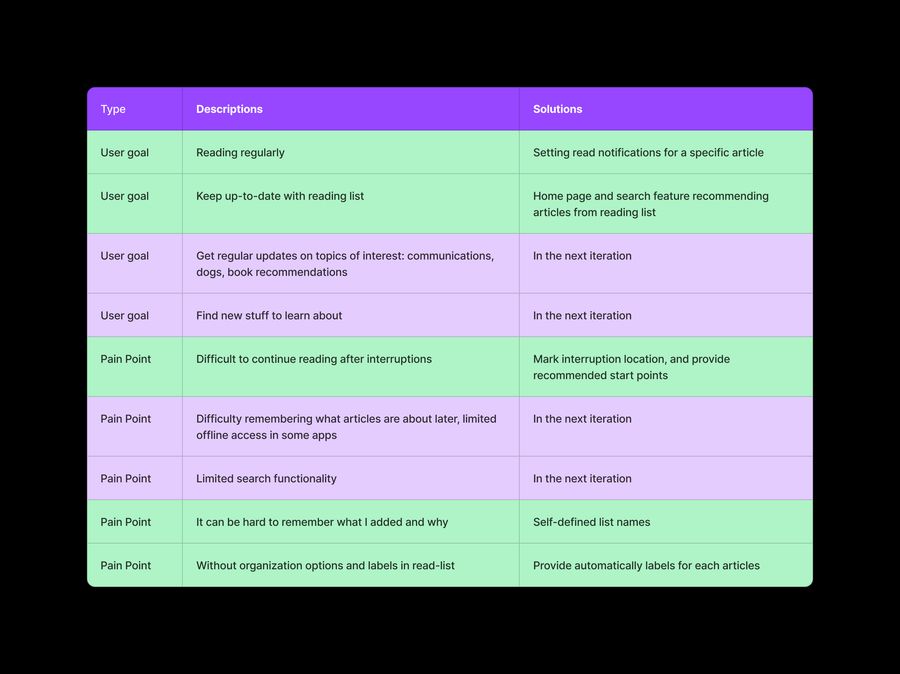 Type Descriptions Solutions
User goal Reading regularly Setting read notifications for a specific article
User goal Keep up-to-date with reading list Home page and search feature recommending
articles from reading list
User goal Get regular updates on topics of interest: communications, In the next iteration
dogs, book recommendations
User goal Find new stuff to learn about In the next iteration
Pain Point Difficult to continue reading after interruptions Mark interruption location, and provide
recommended start points
Pain Point Difficulty remembering what articles are about later, limited In the next iteration
offline access in some apps
Pain Point Limited search functionality In the next iteration
Pain Point It can be hard to remember what I added and why Self-defined list names
Pain Point Without organization options and labels in read-list Provide automatically labels for each articles